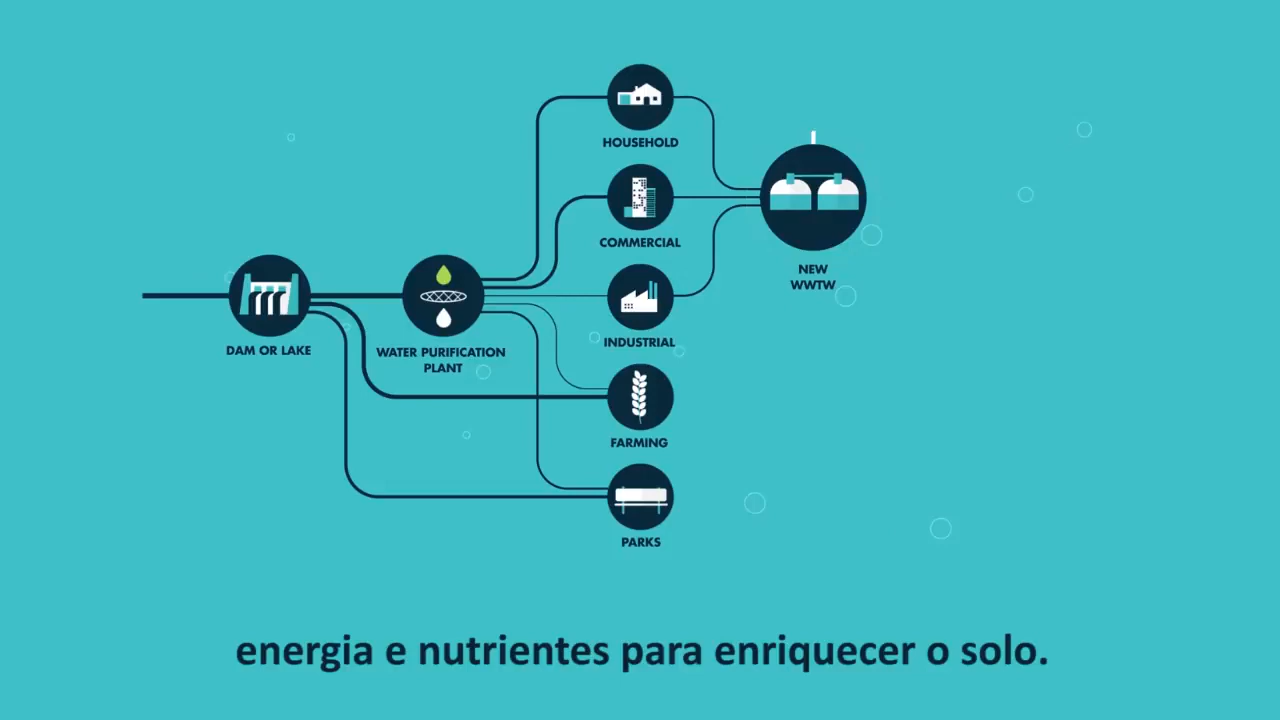 HOUSEHOLD
COMMERCIAL
NEW
WWTW
INDUSTRIAL
DAM OR LAKE
WATER PURIFICATION
PLANT
FARMING
PARKS
energia e nutrientes para enriquecer o solo.